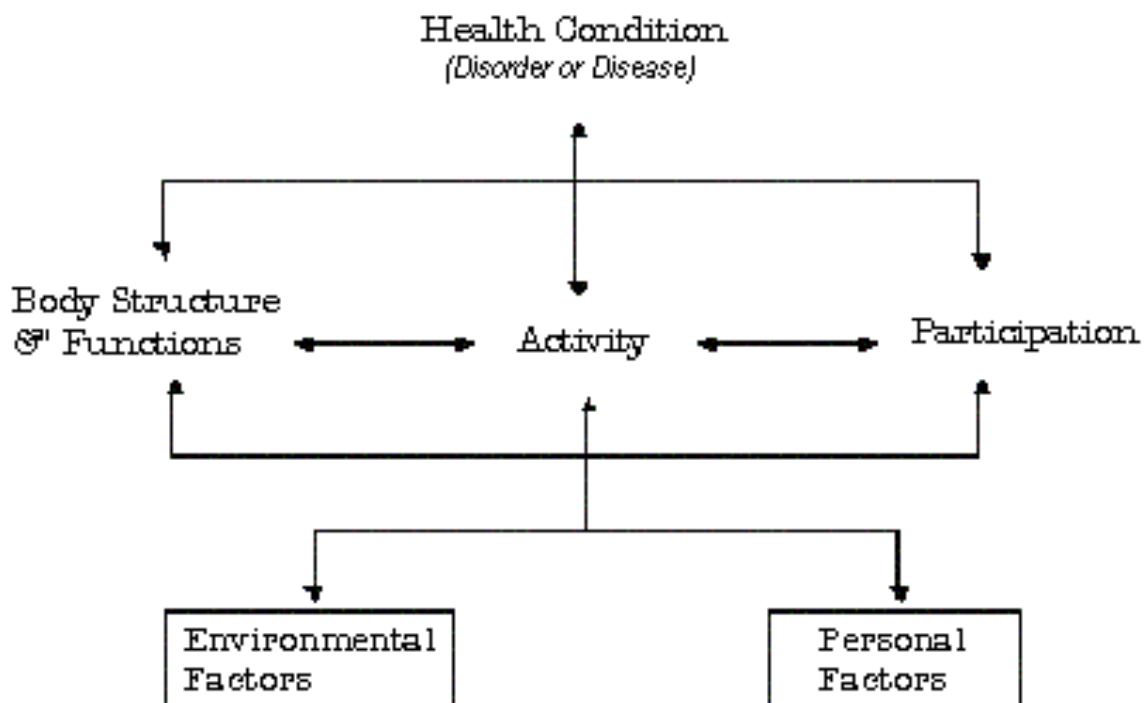 Health Condition
(Disorder or Disease)
Body Structure
& Functions
Activity
Participation
Environmental
Factors
Personal
Factors